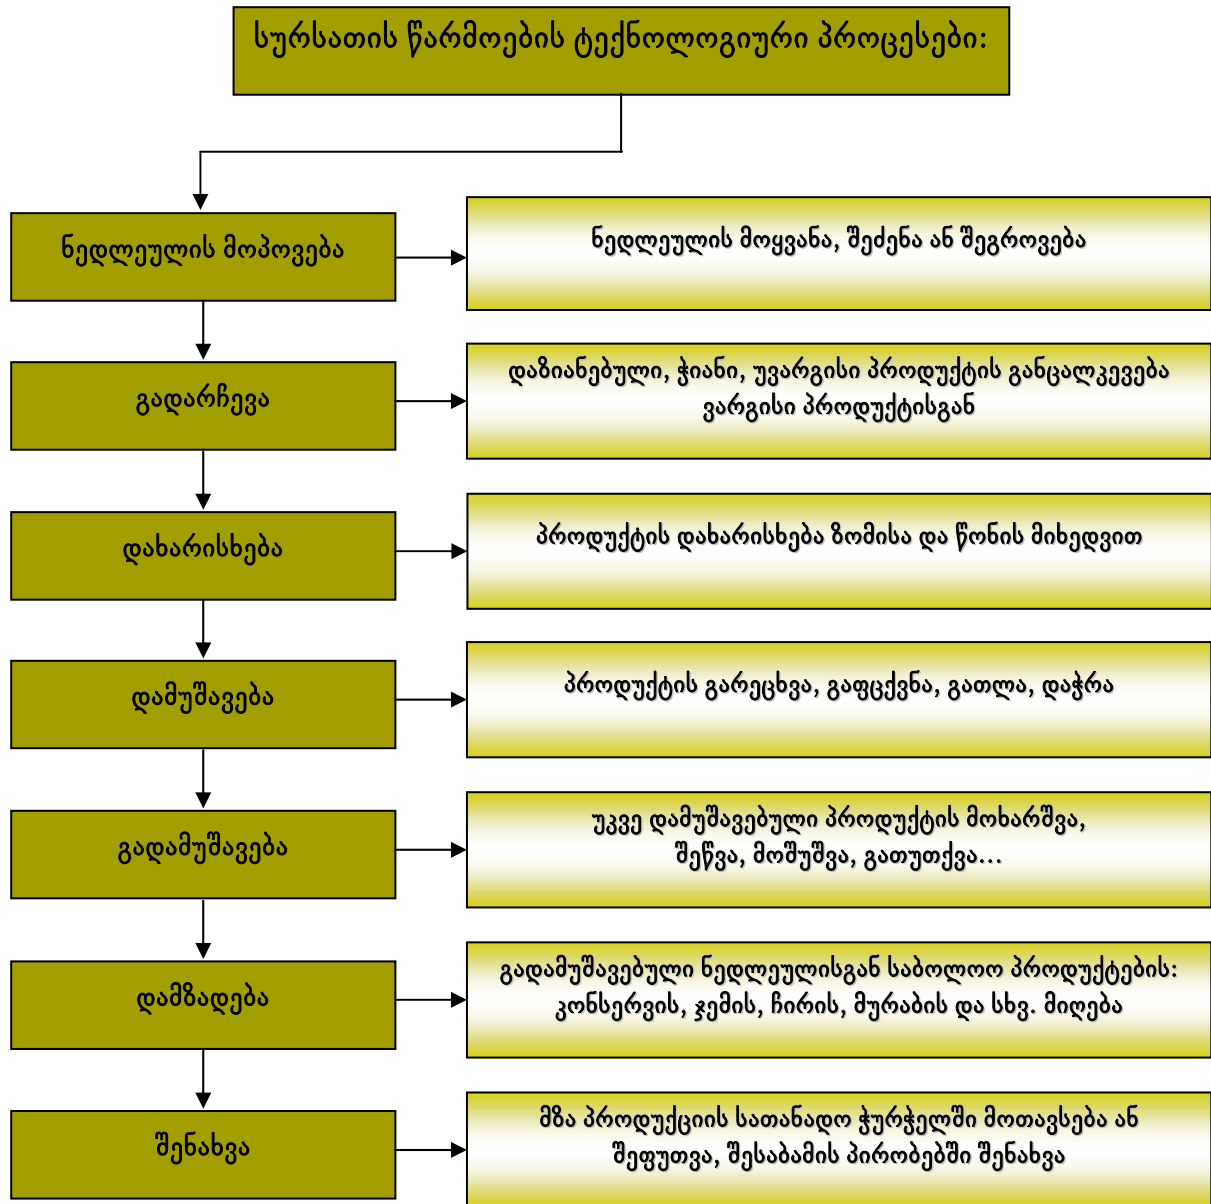 სურსათის წარმოების ტექნოლოგიური პროცესები:
ნედლეულის მოპოვება
ნედლეულის მოყვანა, შეძენა ან შეგროვება
გადარჩევა
დაზიანებული, ჭიანი, უვარგისი პროდუქტის განცალკევება
ვარგისი პროდუქტისგან
დახარისხება
პროდუქტის დახარისხება ზომისა და წონის მიხედვით
დამუშავება
პროდუქტის გარეცხვა, გაფცქვნა, გათლა, დაჭრა
გადამუშავება
უკვე დამუშავებული პროდუქტის მოხარშვა,
შეწვა, მოშუშვა, გათუთქვა...
დამზადება
გადამუშავებული ნედლეულისგან საბოლოო პროდუქტების:
კონსერვის, ჯემის, ჩირის, მურაბის და სხვ. მიღება
შენახვა
მზა პროდუქციის სათანადო ჭურჭელში მოთავსება ან
შეფუთვა, შესაბამის პირობებში შენახვა